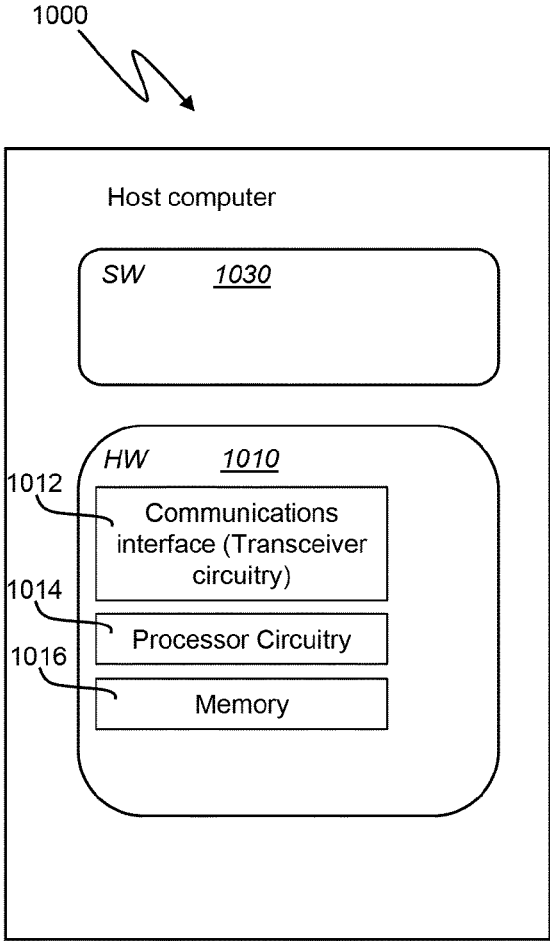 1000
Host computer
SW 1030
HW 1010
1012
Communications
interface (Transceiver
circuitry)
1014
Processor Circuitry
1016
Memory